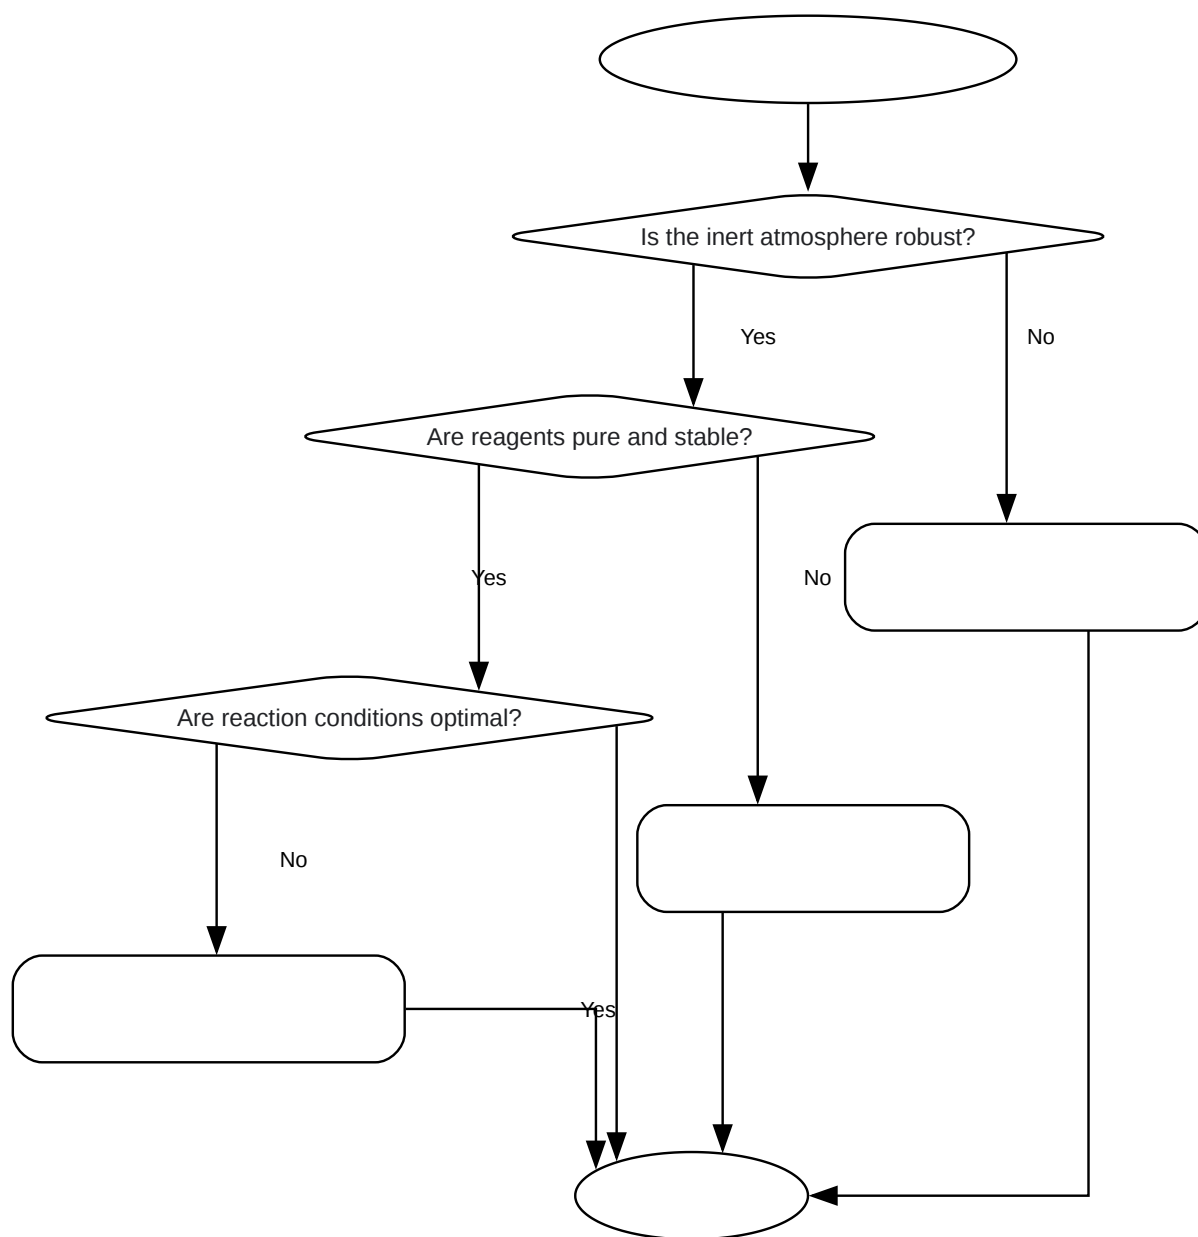 Is the inert atmosphere robust?
Yes
No
Are reagents pure and stable?
Yes
No
Are reaction conditions optimal?
No
Yes